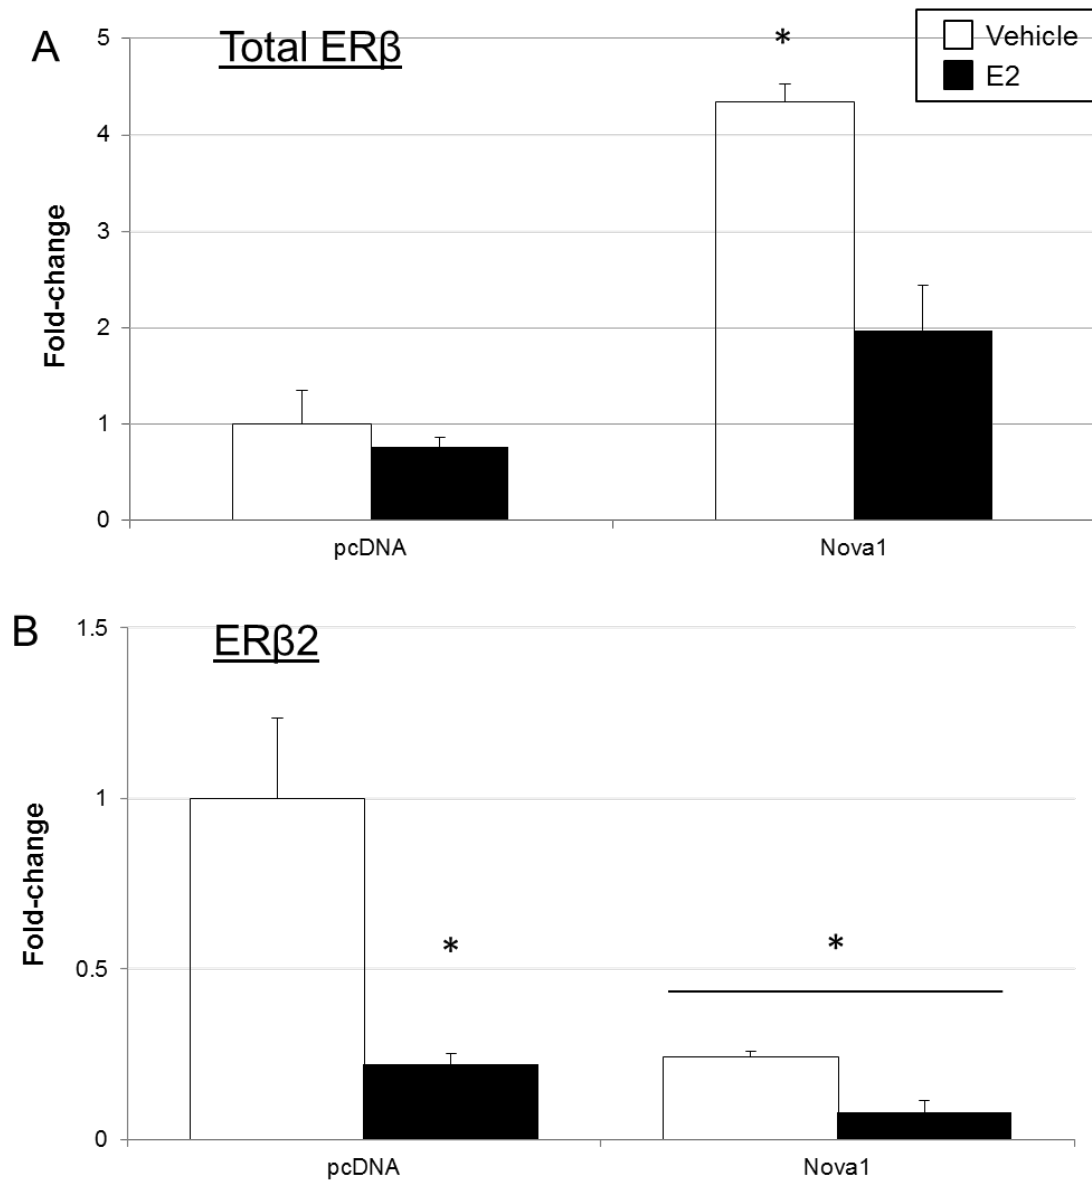 A
Total ERβ
Vehicle
E2
*
5
4
3
2
1
0
Fold-change
pcDNA
Nova1
B
ERβ2
1.5
1
0.5
0
Fold-change
*
*
pcDNA
Nova1